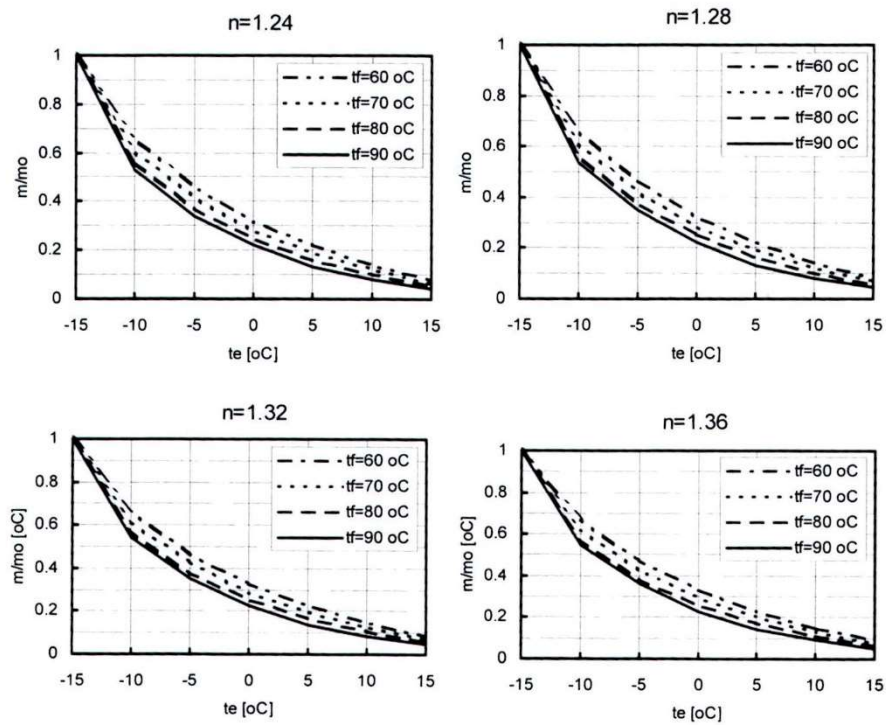 n=1.24
1
0.8
0.6
0.4
0.2
0
m/mo
tf=60 oC
tf=70 oC
tf=80 oC
tf=90 oC
-15 -10 -5 0 5 10 15
te [oC]
n=1.28
1
0.8
0.6
0.4
0.2
0
m/mo
tf=60 oC
tf=70 oC
tf=80 oC
tf=90 oC
-15 -10 -5 0 5 10 15
te [oC]
n=1.32
1
0.8
0.6
0.4
0.2
0
m/mo [oC]
tf=60 oC
tf=70 oC
tf=80 oC
tf=90 oC
-15 -10 -5 0 5 10 15
te [oC]
n=1.36
1
0.8
0.6
0.4
0.2
0
m/mo [oC]
tf=60 oC
tf=70 oC
tf=80 oC
tf=90 oC
-15 -10 -5 0 5 10 15
te [oC]